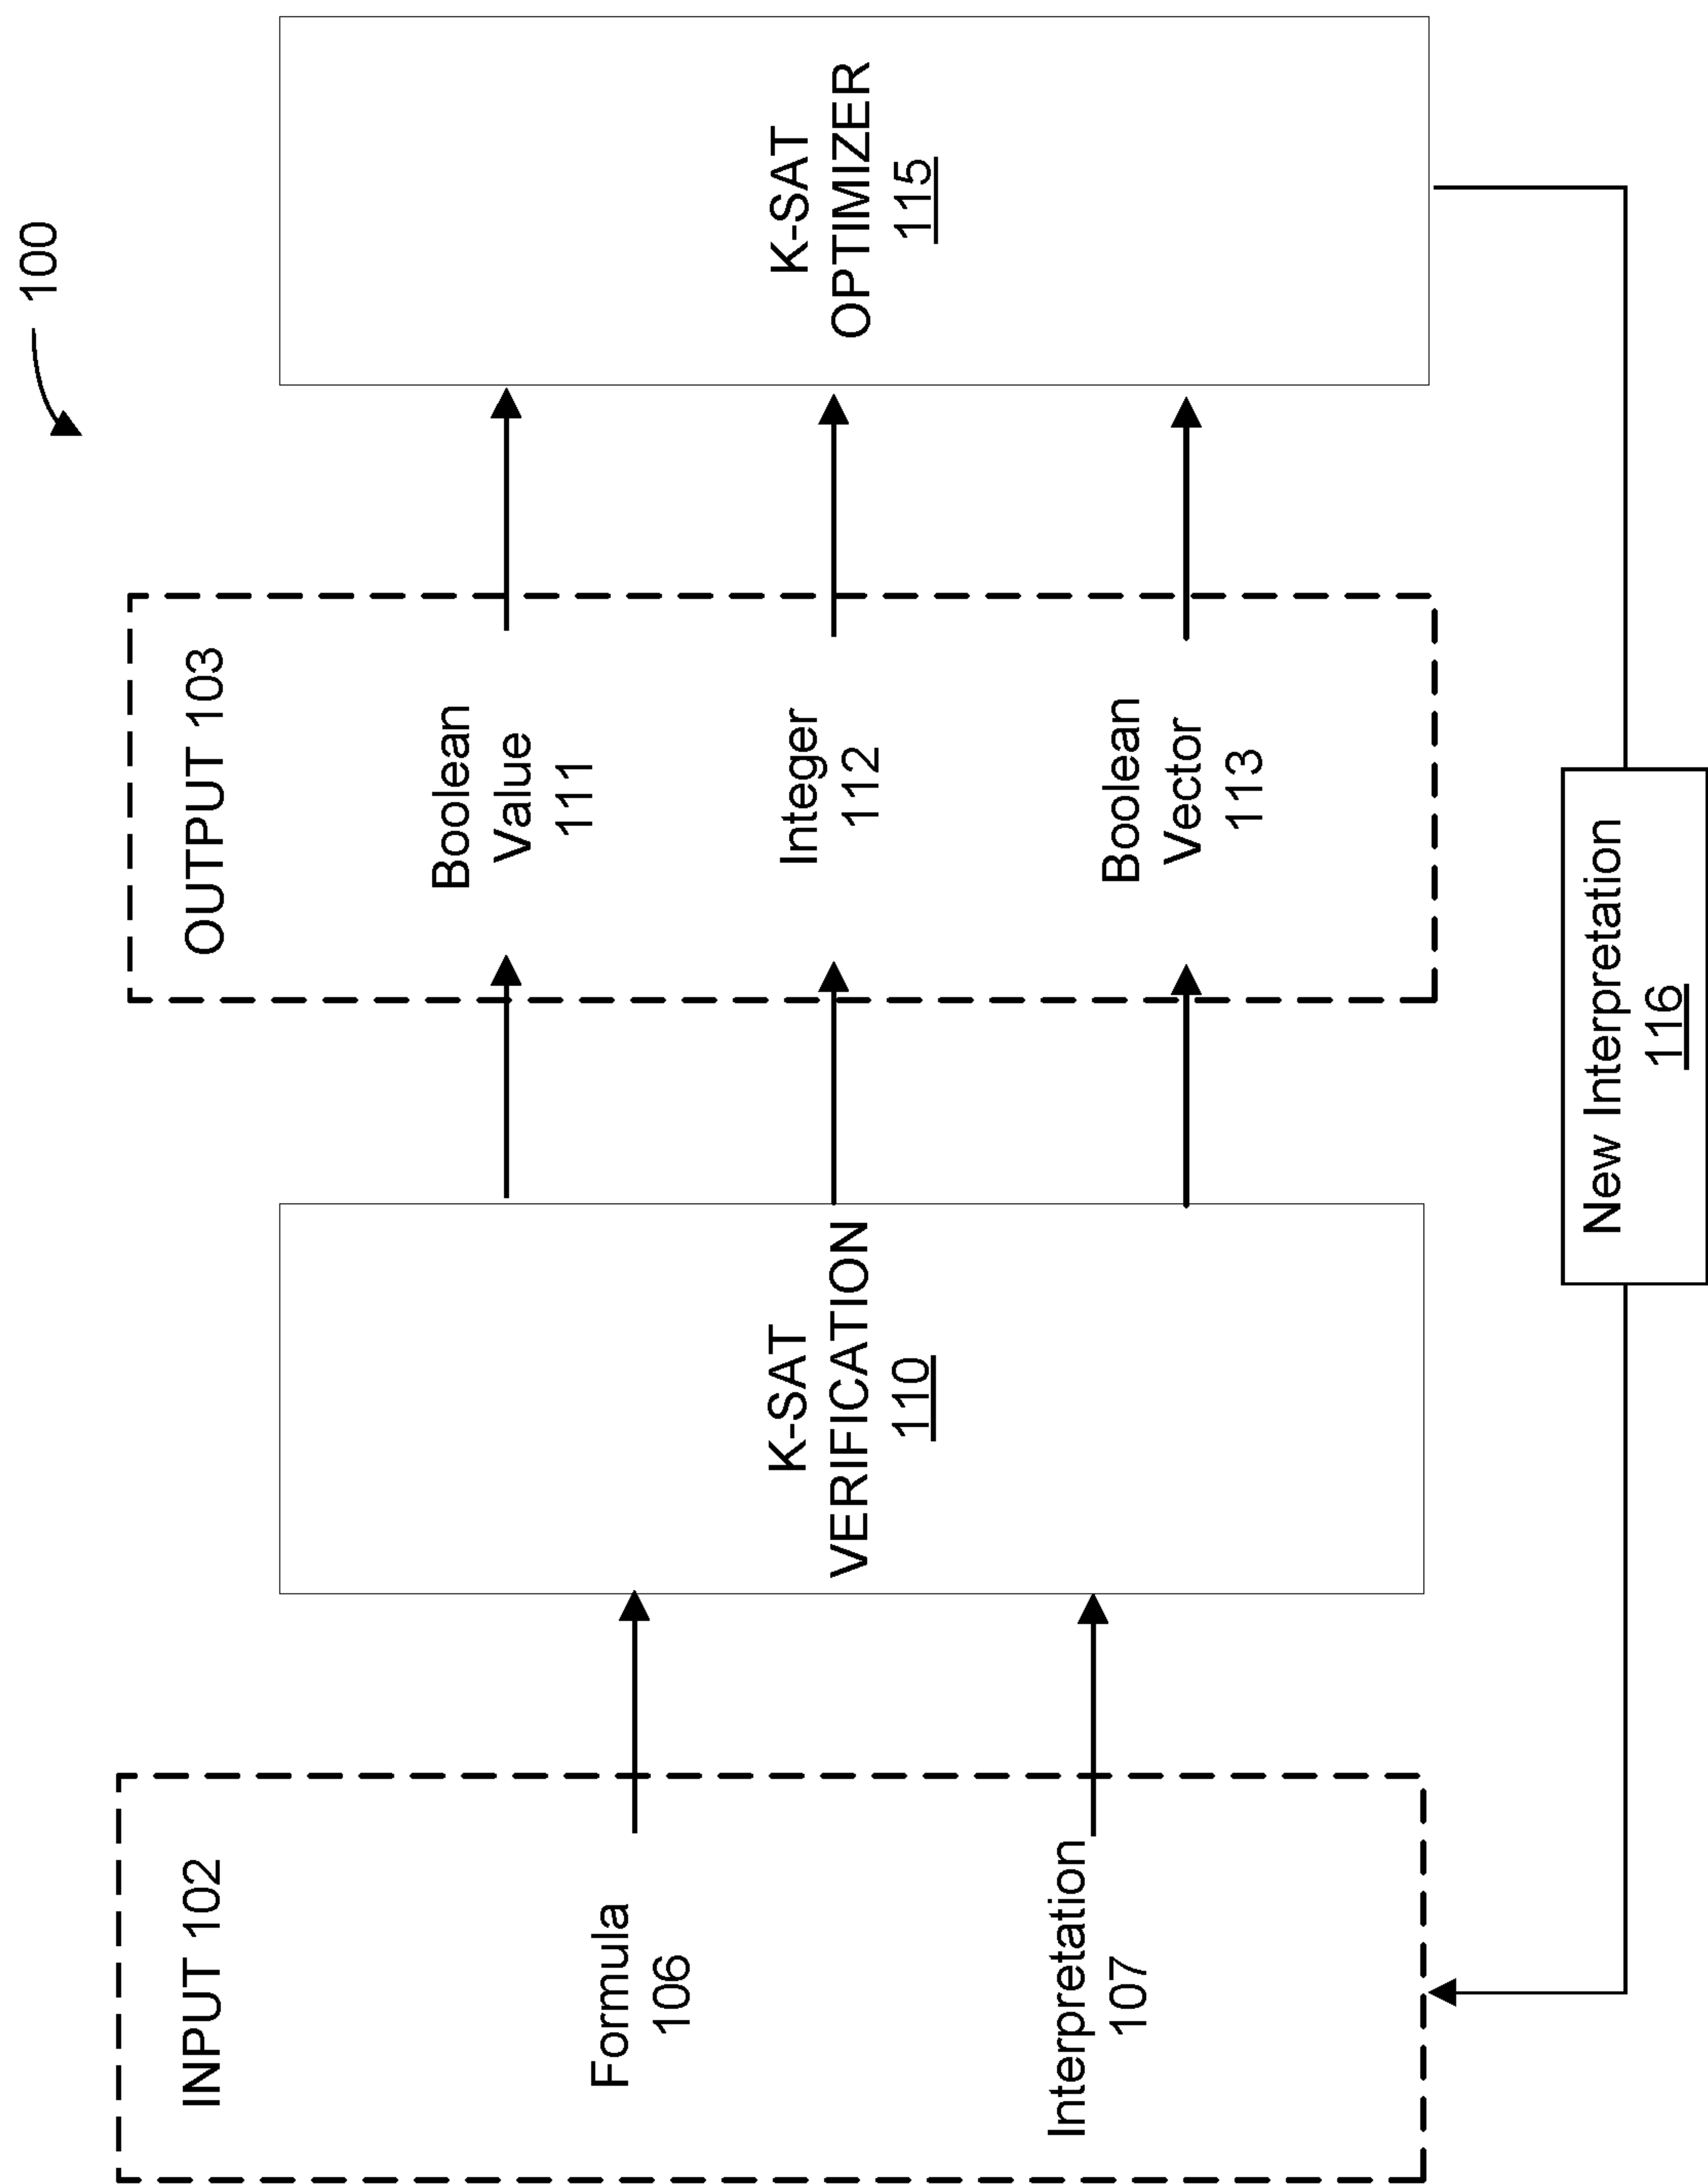 100
INPUT 102
Formula
106
Interpretation
107
K-SAT
VERIFICATION
110
OUTPUT 103
Boolean
Value
111
Integer
112
Boolean
Vector
113
K-SAT
OPTIMIZER
115
New Interpretation
116